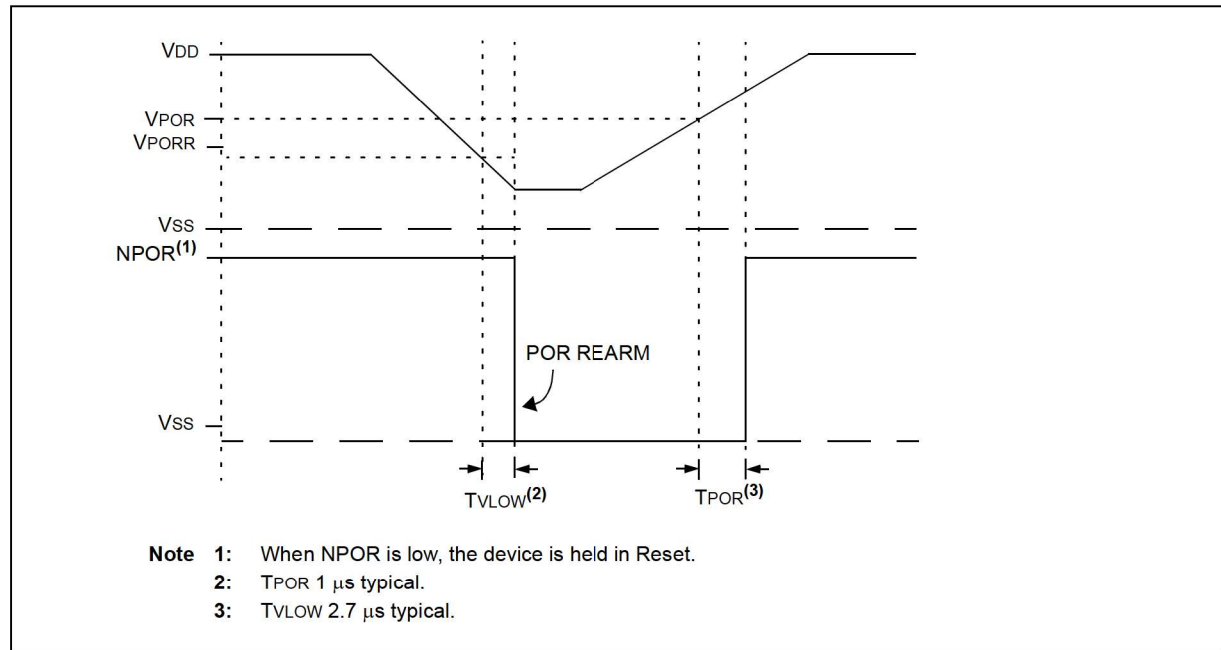 VDD
VPOR
VPORR
VSS
NPOR(1)
POR REARM
VSS
TVLOW(2)
TPOR(3)
Note 1: When NPOR is low, the device is held in Reset.
2: TPOR 1 μs typical.
3: TVLOW 2.7 μs typical.